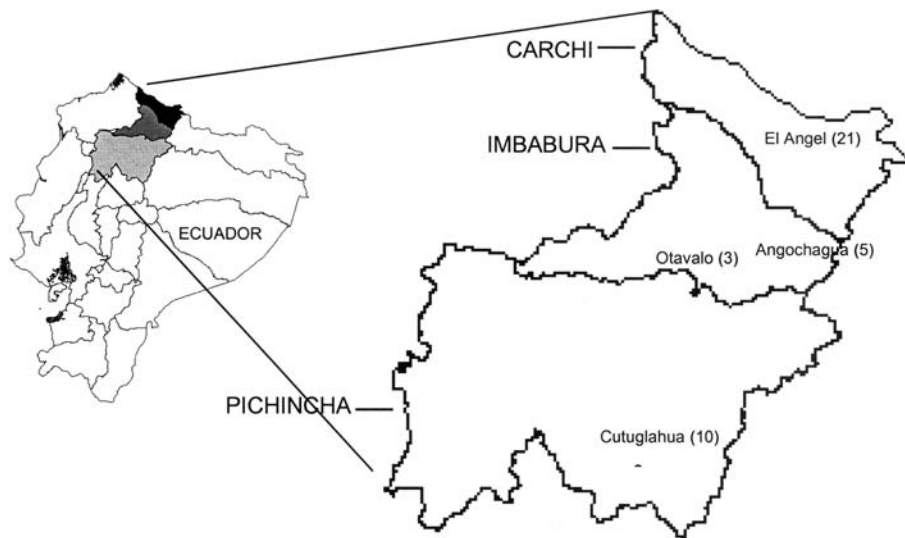 CARCHI
El Angel (21)
IMBABURA
ECUADOR
Otavalo (3)
Angochagua (5)
PICHINCHA
Cutuglahua (10)